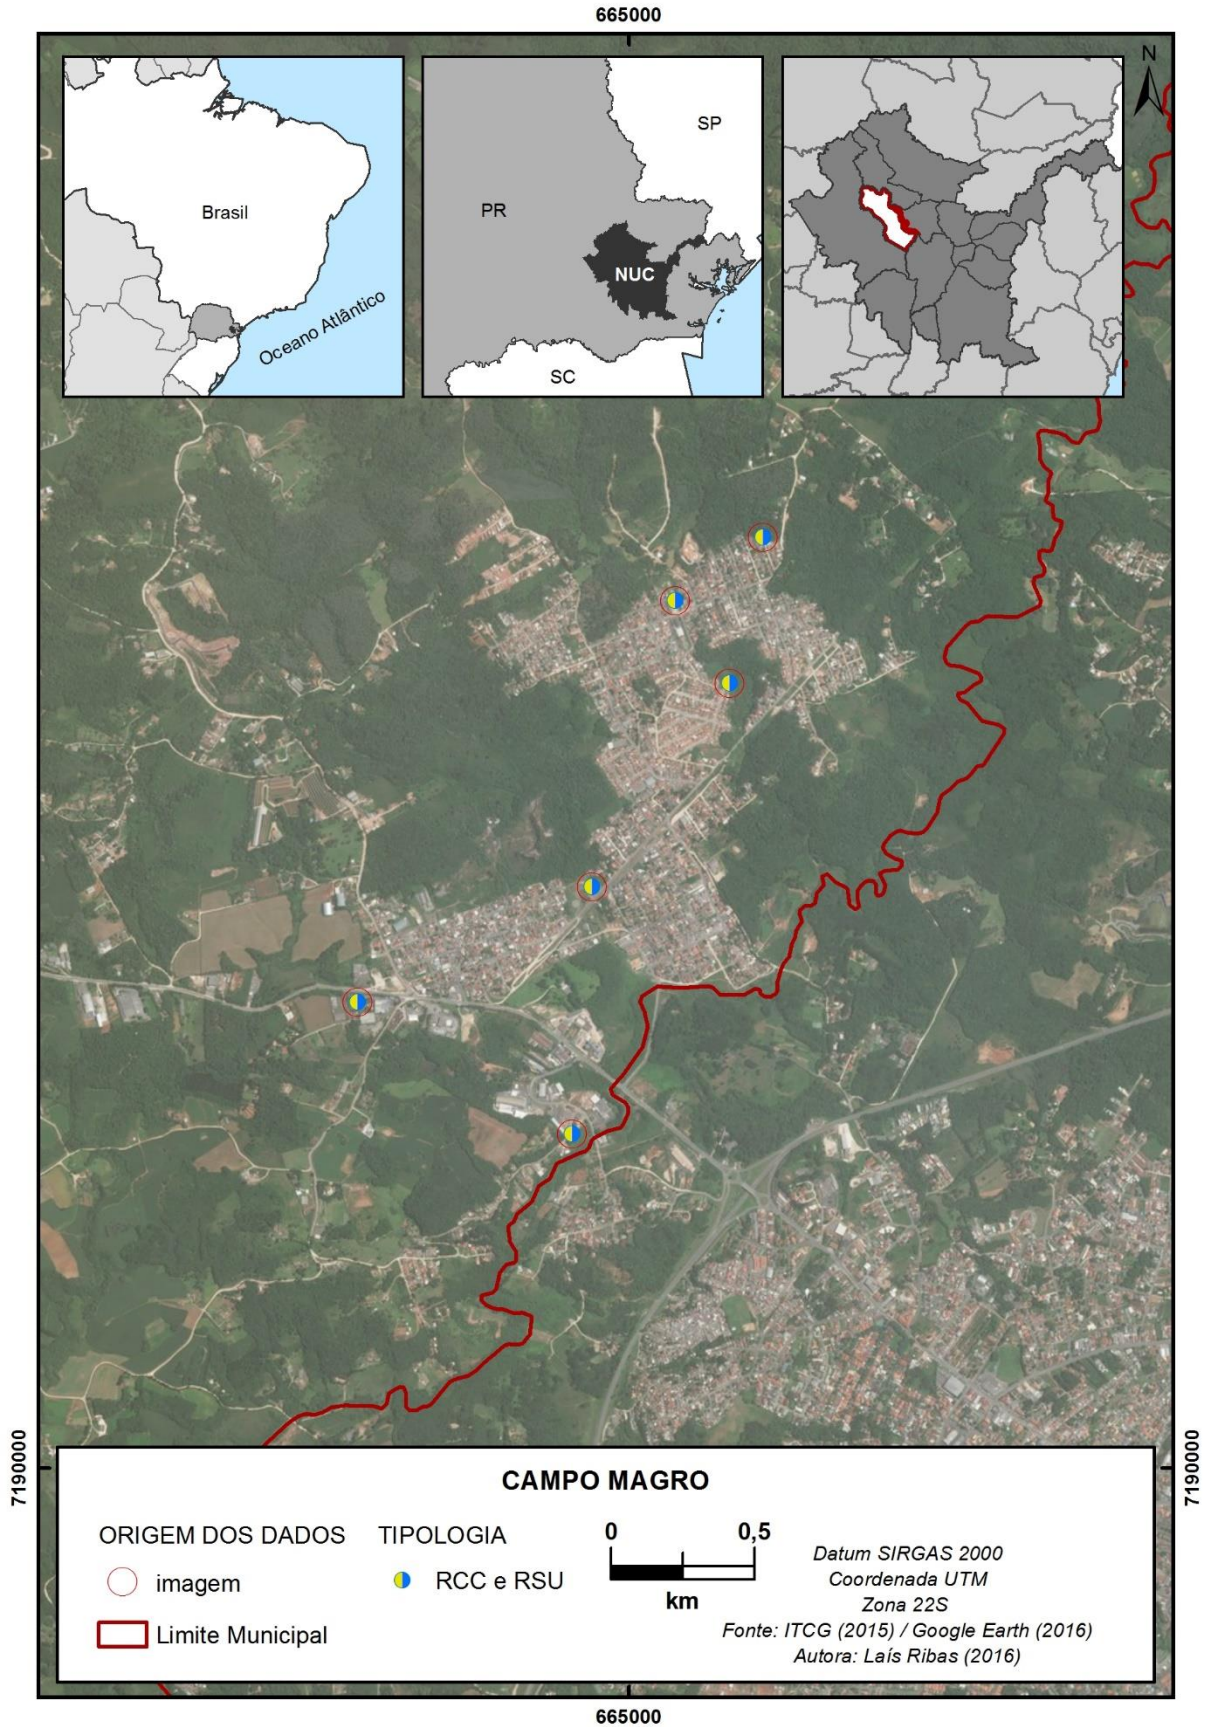 665000
N
Brasil
Oceano Atlântico
SP
PR
NUC
SC
7190000
7190000
CAMPO MAGRO
ORIGEM DOS DADOS
imagem
Limite Municipal
TIPOLOGIA
RCC e RSU
0 0,5
km
Datum SIRGAS 2000
Coordenada UTM
Zona 22S
Fonte: ITCG (2015) / Google Earth (2016)
Autora: Laís Ribas (2016)
665000